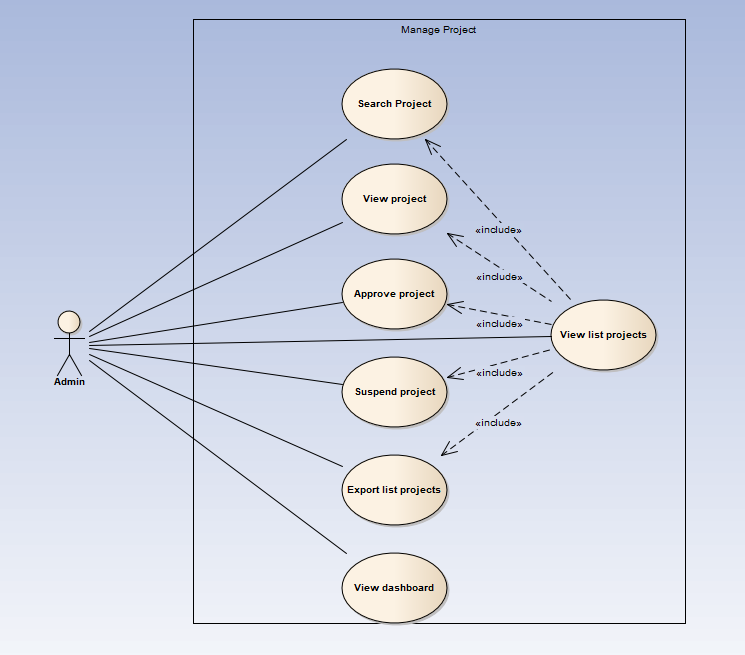 Manage Project
Search Project
View project
«include»
«include»
Approve project
«include»
View list projects
Admin
«include»
Suspend project
«include»
Export list projects
View dashboard